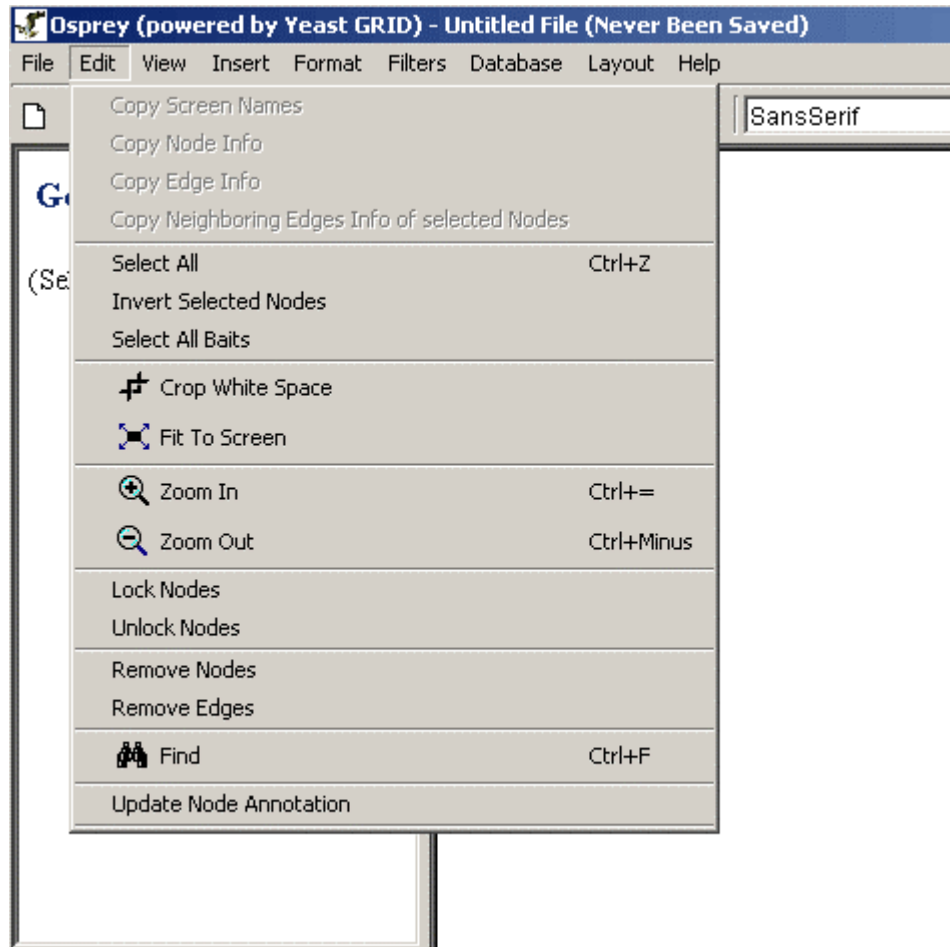 Osprey (powered by Yeast GRID) - Untitled File (Never Been Saved)
File Edit View Insert Format Filters Database Layout Help
SansSerif
Copy Screen Names
Copy Node Info
Copy Edge Info
Copy Neighboring Edges Info of selected Nodes
Select All Ctrl+Z
Invert Selected Nodes
Select All Baits
Crop White Space
Fit To Screen
Zoom In Ctrl+=
Zoom Out Ctrl+Minus
Lock Nodes
Unlock Nodes
Remove Nodes
Remove Edges
Find Ctrl+F
Update Node Annotation